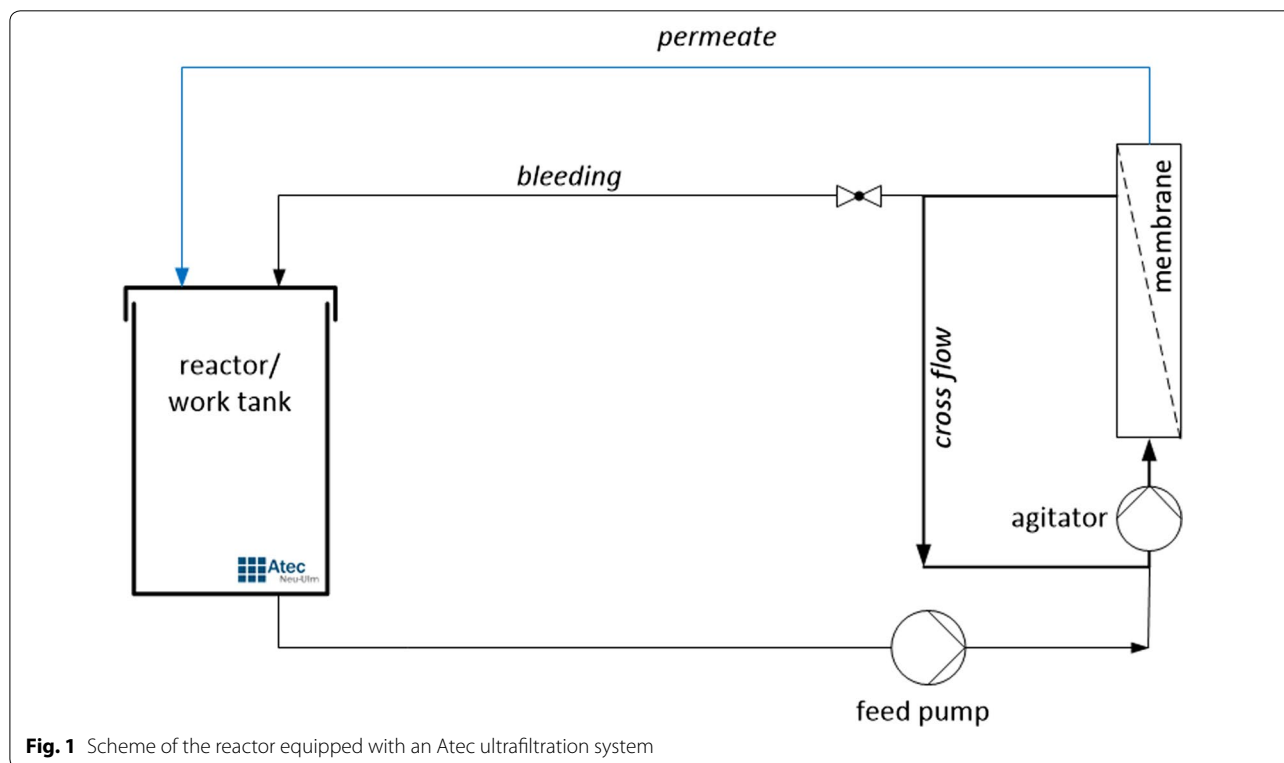 permeate
bleeding
membrane
reactor/
work tank
cross flow
agitator
Atec
Neu-Ulm
feed pump
Fig. 1 Scheme of the reactor equipped with an Atec ultrafiltration system